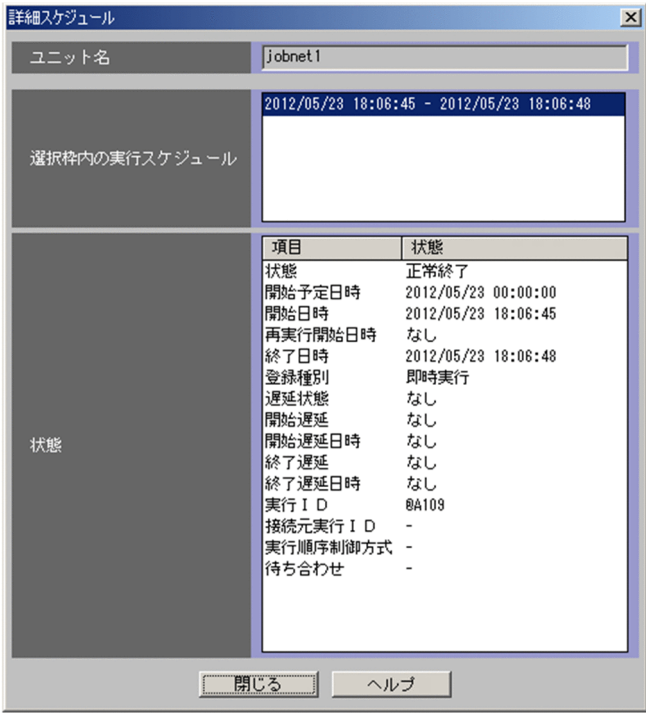 詳細スケジュール
ユニット名
jobnet1
選択枠内の実行スケジュール
2012/05/23 18:06:45 - 2012/05/23 18:06:48
状態
項目 状態
状態 正常終了
開始予定日時 2012/05/23 00:00:00
開始日時 2012/05/23 18:06:45
再実行開始日時 なし
終了日時 2012/05/23 18:06:48
登録種別 即時実行
遅延状態 なし
開始遅延 なし
開始遅延日時 なし
終了遅延 なし
終了遅延日時 なし
実行ID @A109
接続元実行ID -
実行順序制御方式 -
待ち合わせ -
閉じる ヘルプ